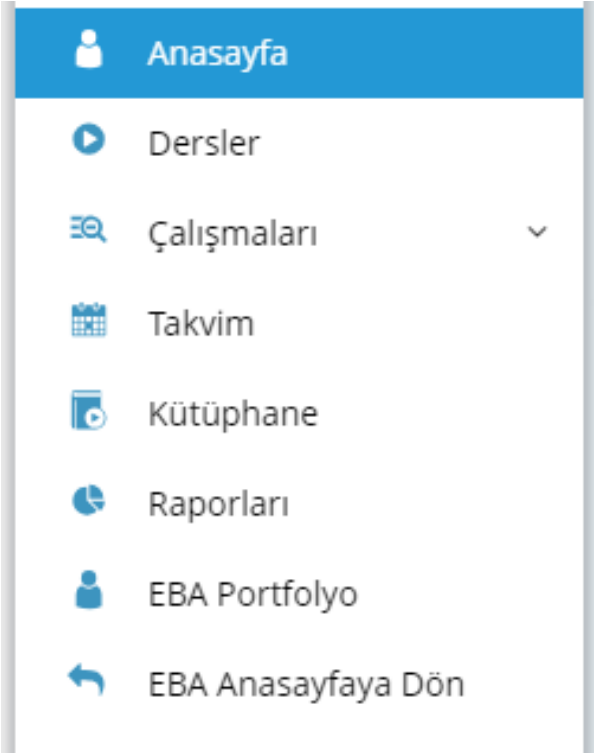 Anasayfa
Dersler
Çalışmaları
Takvim
Kütüphane
Raporları
EBA Portfolyo
EBA Anasayfaya Dön